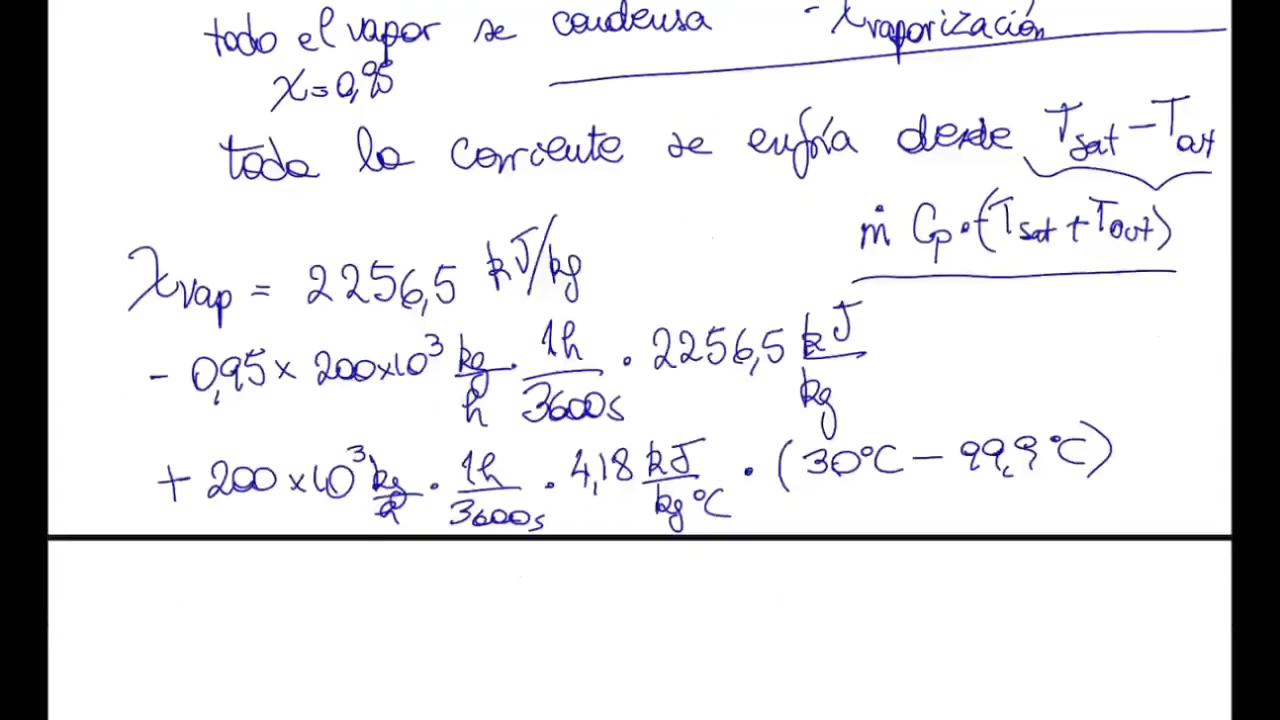 todo el vapor se condensa - λvaporización
x=0,95
toda la corriente se enfría desde Tsat - Tout
ṁ Cp·(Tsat + Tout)
λvap = 2256,5 kJ/kg
- 0,95 × 200×10³ kg/h · 1h/3600s · 2256,5 kJ/kg
+ 200×10³ kg/h · 1h/3600s · 4,18 kJ/kg°C · (30°C - 99,9°C)